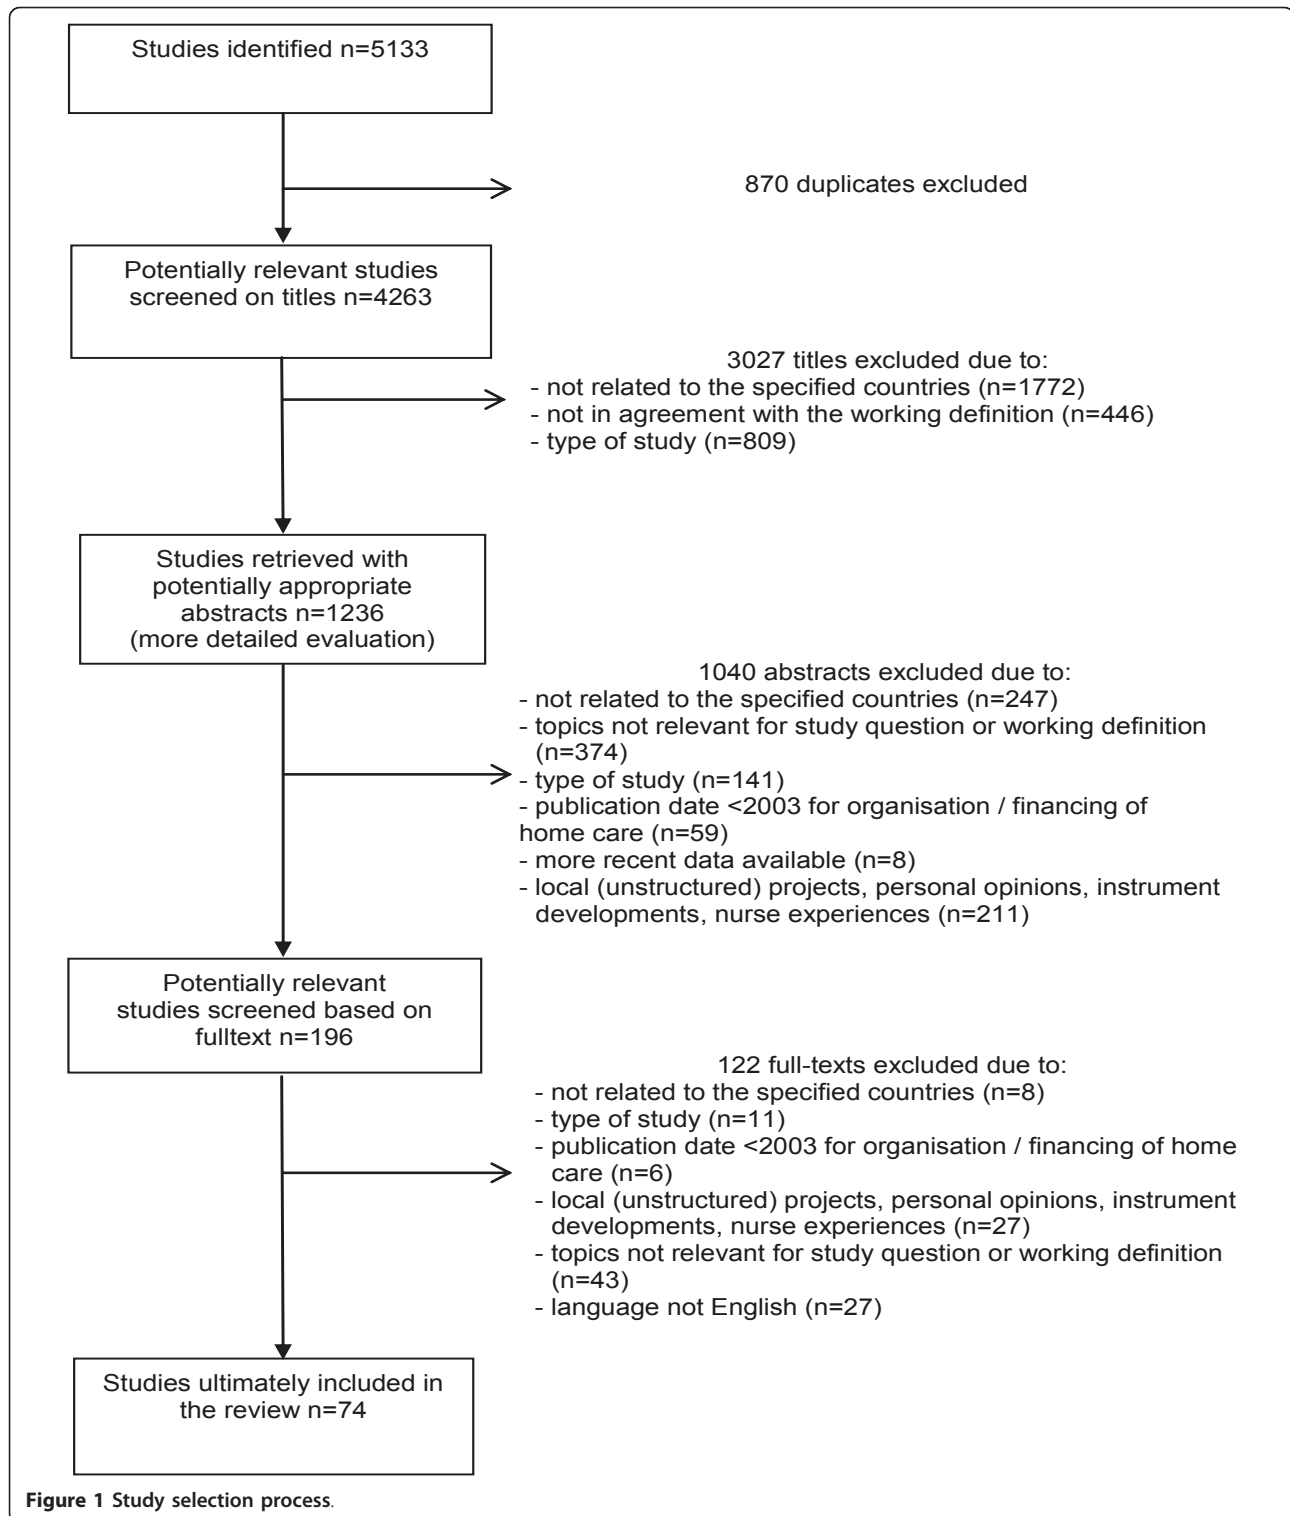 Studies identified n=5133
870 duplicates excluded
Potentially relevant studies
screened on titles n=4263
3027 titles excluded due to:
- not related to the specified countries (n=1772)
- not in agreement with the working definition (n=446)
- type of study (n=809)
Studies retrieved with
potentially appropriate
abstracts n=1236
(more detailed evaluation)
1040 abstracts excluded due to:
- not related to the specified countries (n=247)
- topics not relevant for study question or working definition
(n=374)
- type of study (n=141)
- publication date <2003 for organisation / financing of
home care (n=59)
- more recent data available (n=8)
- local (unstructured) projects, personal opinions, instrument
developments, nurse experiences (n=211)
Potentially relevant
studies screened based on
fulltext n=196
122 full-texts excluded due to:
- not related to the specified countries (n=8)
- type of study (n=11)
- publication date <2003 for organisation / financing of home
care (n=6)
- local (unstructured) projects, personal opinions, instrument
developments, nurse experiences (n=27)
- topics not relevant for study question or working definition
(n=43)
- language not English (n=27)
Studies ultimately included in
the review n=74
Figure 1 Study selection process.